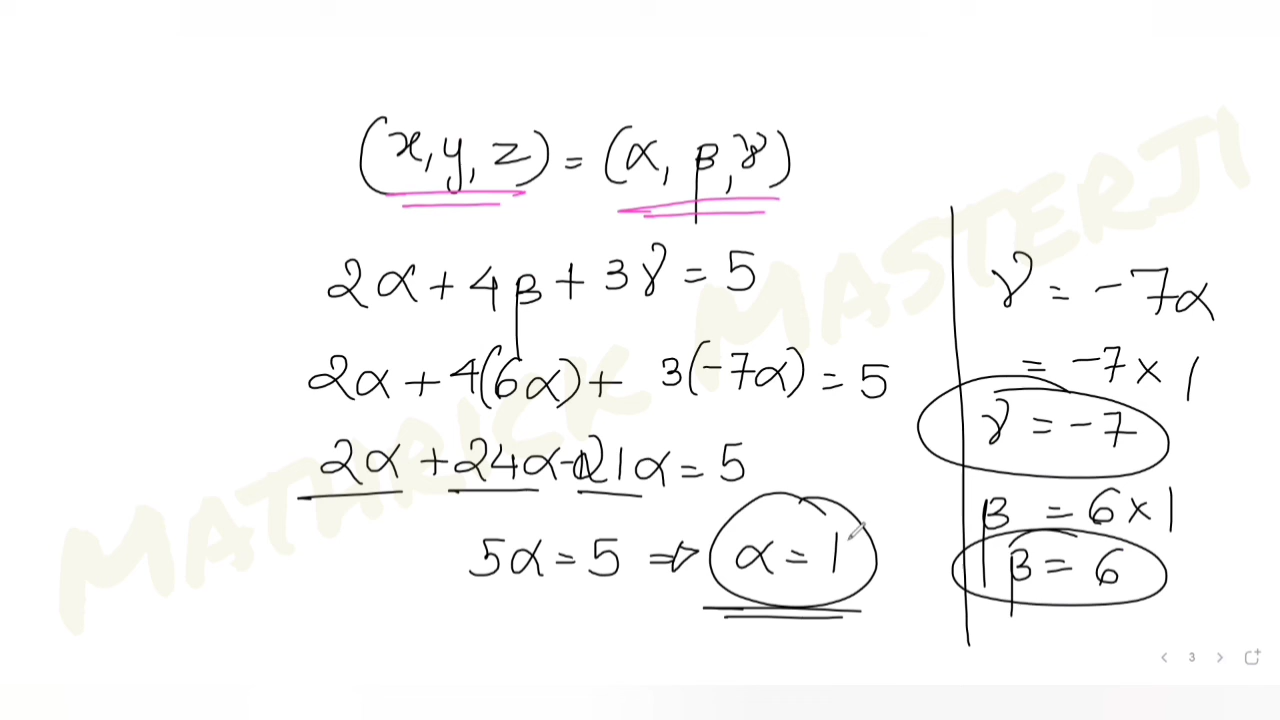 (x, y, z) = (α, β, γ)
2α + 4β + 3γ = 5
2α + 4(6α) + 3(-7α) = 5
2α + 24α - 21α = 5
5α = 5 ⇒ α = 1
γ = -7α
= -7 × 1
γ = -7
β = 6 × 1
β = 6
MATHRICK MASTERJI
< 3 >